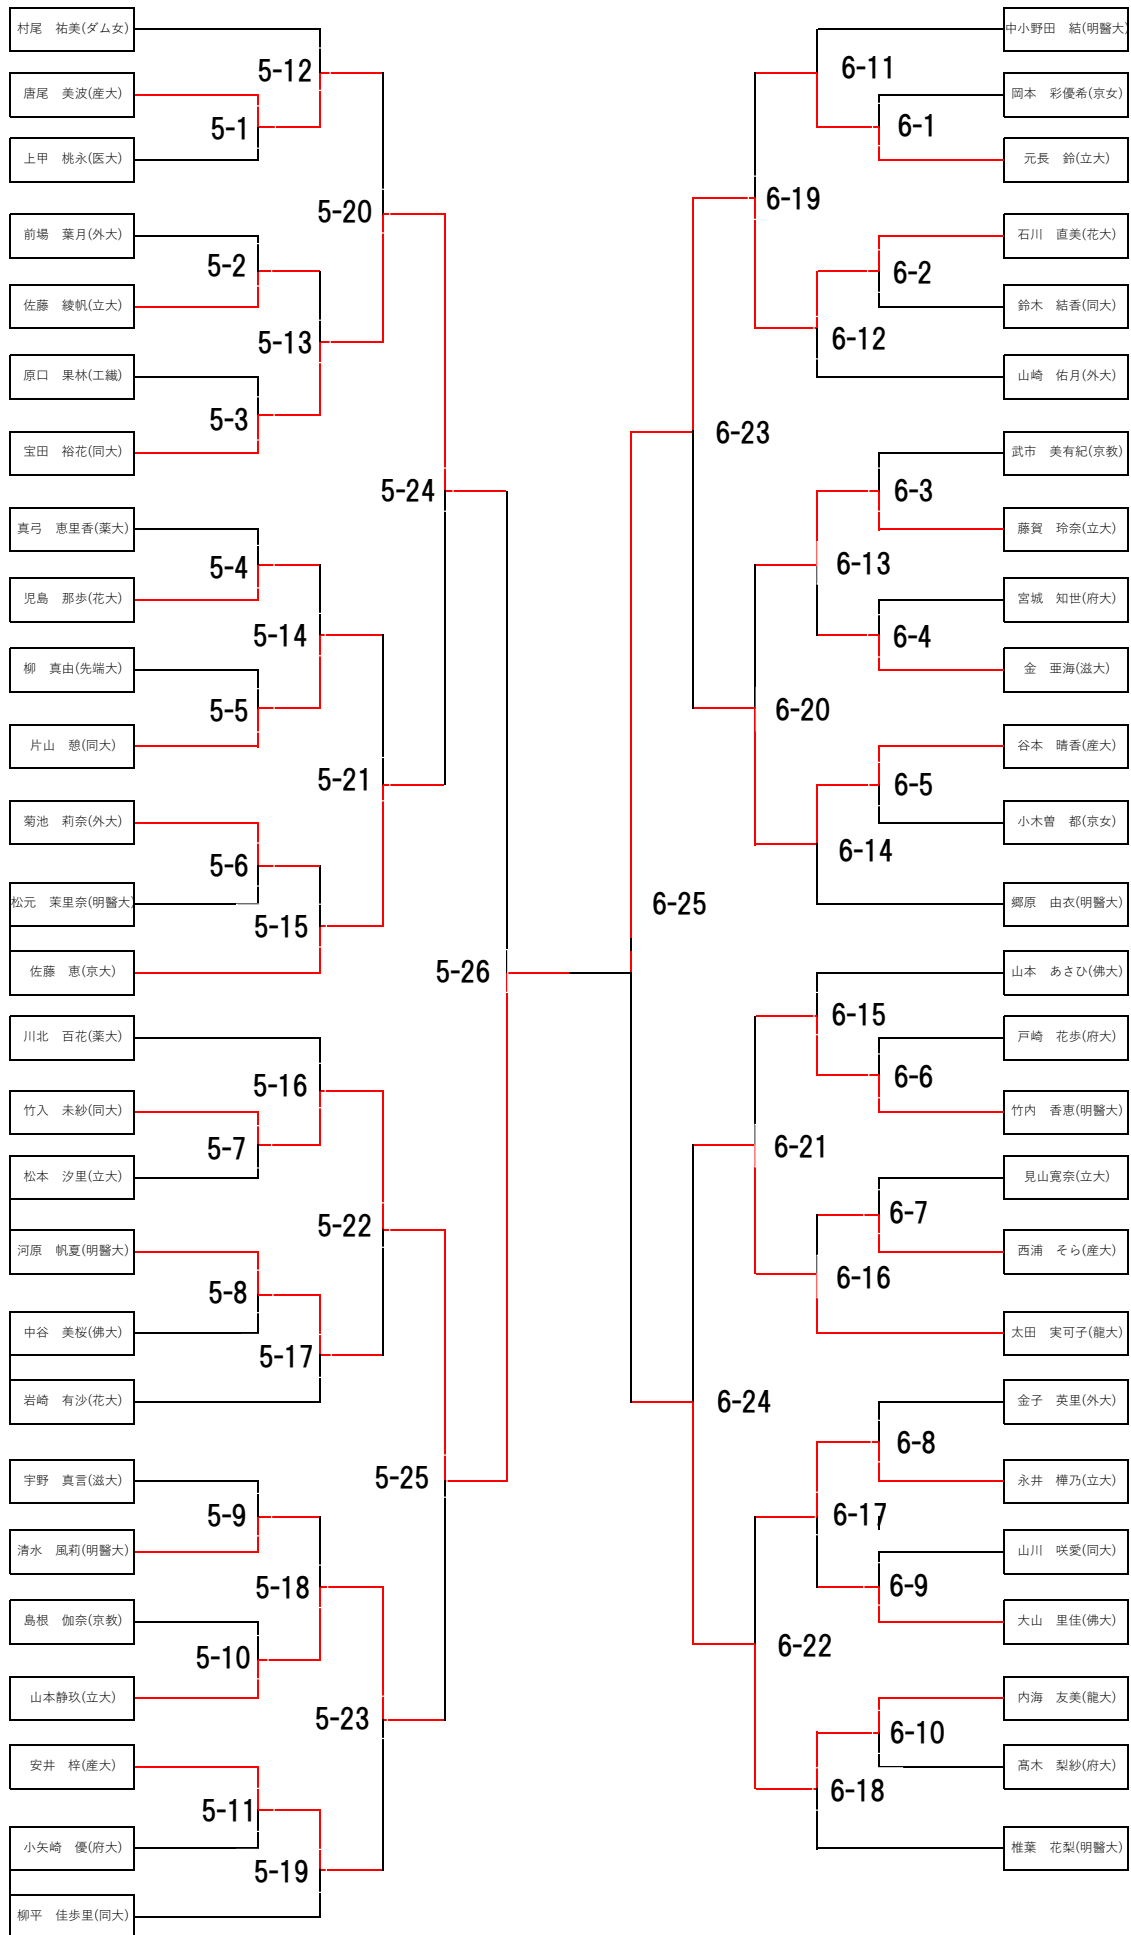 村尾　祐美(ダム女)
5-12
唐尾　美波(産大)
5-1
上甲　桃永(医大)
5-20
前場　葉月(外大)
5-2
佐藤　綾帆(立大)
5-13
原口　果林(工繊)
5-3
宝田　裕花(同大)
5-24
真弓　恵里香(薬大)
5-4
児島　那歩(花大)
5-14
柳　真由(先端大)
5-5
片山　憩(同大)
5-21
菊池　莉奈(外大)
5-6
松元　茉里奈(明醫大)
5-15
佐藤　恵(京大)
5-26
川北　百花(薬大)
5-16
竹入　未紗(同大)
5-7
松本　汐里(立大)
5-22
河原　帆夏(明醫大)
5-8
中谷　美桜(佛大)
5-17
岩崎　有沙(花大)
5-25
宇野　真言(滋大)
5-9
清水　風莉(明醫大)
5-18
島根　伽奈(京教)
5-10
山本静玖(立大)
5-23
安井　梓(産大)
5-11
小矢崎　優(府大)
5-19
柳平　佳歩里(同大)
中小野田　結(明醫大)
6-11
岡本　彩優希(京女)
6-1
元長　鈴(立大)
6-19
石川　直美(花大)
6-2
鈴木　結香(同大)
6-12
山崎　佑月(外大)
6-23
武市　美有紀(京教)
6-3
藤賀　玲奈(立大)
6-13
宮城　知世(府大)
6-4
金　亜海(滋大)
6-20
谷本　晴香(産大)
6-5
小木曽　都(京女)
6-14
郷原　由衣(明醫大)
6-25
山本　あさひ(佛大)
6-15
戸崎　花歩(府大)
6-6
竹内　香恵(明醫大)
6-21
見山寛奈(立大)
6-7
西浦　そら(産大)
6-16
太田　実可子(龍大)
6-24
金子　英里(外大)
6-8
永井　樺乃(立大)
6-17
山川　咲愛(同大)
6-9
大山　里佳(佛大)
6-22
内海　友美(龍大)
6-10
髙木　梨紗(府大)
6-18
椎葉　花梨(明醫大)